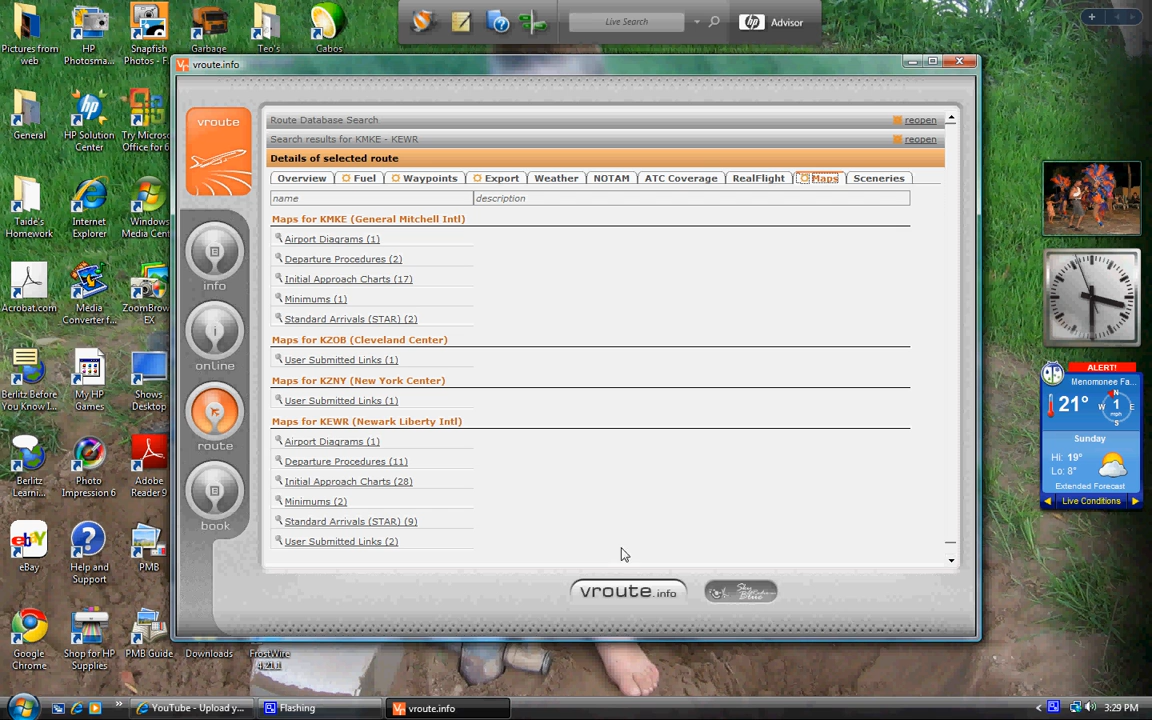 Live Search
hp Advisor
Pictures from web
HP Photosma...
Snapfish Photos - F...
Garbage
Teo's...
Cabos
vroute.info
General
HP Solution Center
Try Microso Office for 6
Taide's Homework
Internet Explorer
Windows Media Cent
Acrobat.com
Media Converter f...
ZoomBrow EX
Berlitz Before You Know I...
My HP Games
Shows Desktop
Berlitz Learni...
Photo Impression 6
Adobe Reader 9
eBay
Help and Support
PMB
Google Chrome
Shop for HP Supplies
PMB Guide
Downloads
FrostWire 4.21.1
vroute
info
online
route
book
Route Database Search
reopen
Search results for KMKE - KEWR
reopen
Details of selected route
Overview Fuel Waypoints Export Weather NOTAM ATC Coverage RealFlight Maps Sceneries
name description
Maps for KMKE (General Mitchell Intl)
Airport Diagrams (1)
Departure Procedures (2)
Initial Approach Charts (17)
Minimums (1)
Standard Arrivals (STAR) (2)
Maps for KZOB (Cleveland Center)
User Submitted Links (1)
Maps for KZNY (New York Center)
User Submitted Links (1)
Maps for KEWR (Newark Liberty Intl)
Airport Diagrams (1)
Departure Procedures (11)
Initial Approach Charts (28)
Minimums (2)
Standard Arrivals (STAR) (9)
User Submitted Links (2)
vroute.info
ALERT!
Menomonee Fa...
21°
N
W 1 E
mph
S
Sunday
Hi: 19°
Lo: 8°
Extended Forecast
Live Conditions
YouTube - Upload y...
Flashing
vroute.info
3:29 PM